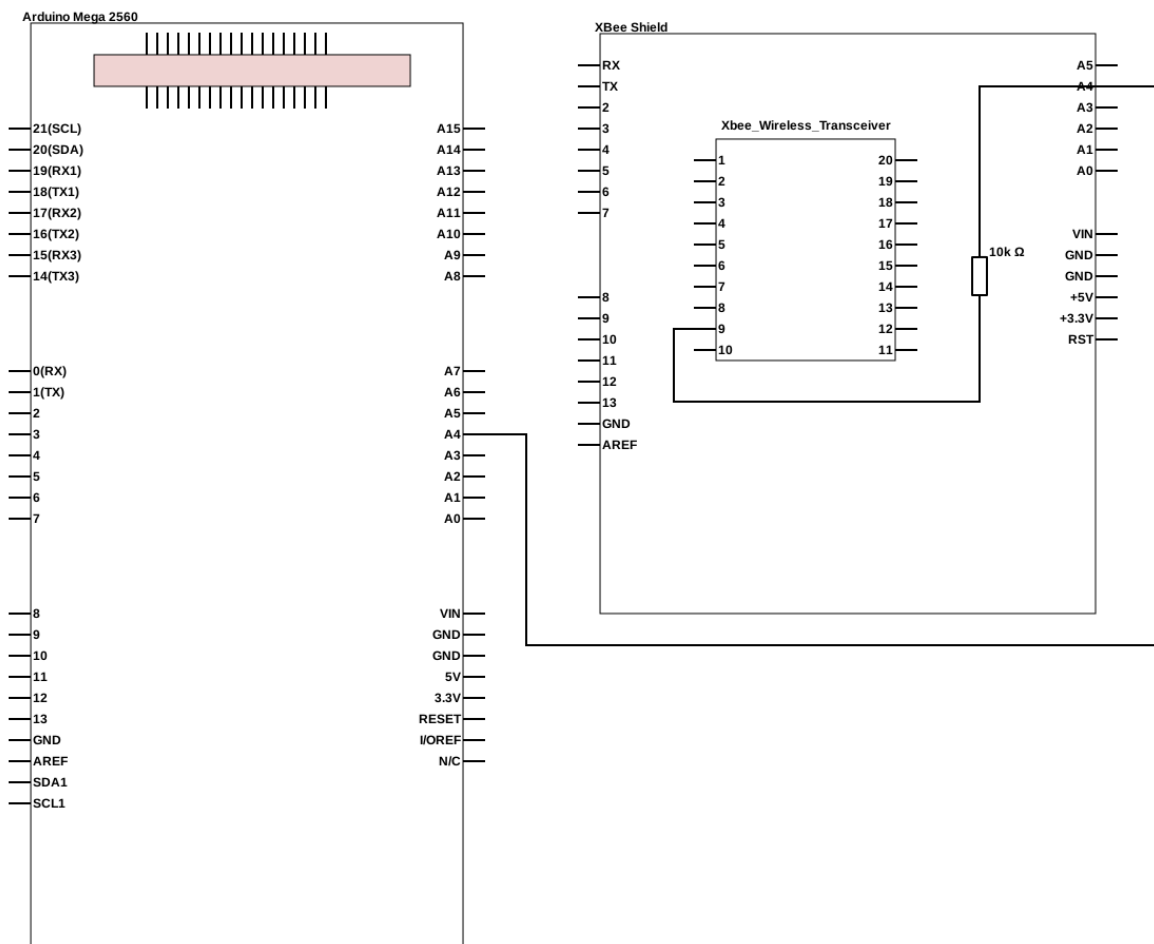 Arduino Mega 2560
21(SCL)
20(SDA)
19(RX1)
18(TX1)
17(RX2)
16(TX2)
15(RX3)
14(TX3)
0(RX)
1(TX)
2
3
4
5
6
7
8
9
10
11
12
13
GND
AREF
SDA1
SCL1
A15
A14
A13
A12
A11
A10
A9
A8
A7
A6
A5
A4
A3
A2
A1
A0
VIN
GND
GND
5V
3.3V
RESET
I/OREF
N/C
XBee Shield
RX
TX
2
3
4
5
6
7
8
9
10
11
12
13
GND
AREF
Xbee_Wireless_Transceiver
1
2
3
4
5
6
7
8
9
10
20
19
18
17
16
15
14
13
12
11
10k Ω
A5
A4
A3
A2
A1
A0
VIN
GND
GND
+5V
+3.3V
RST